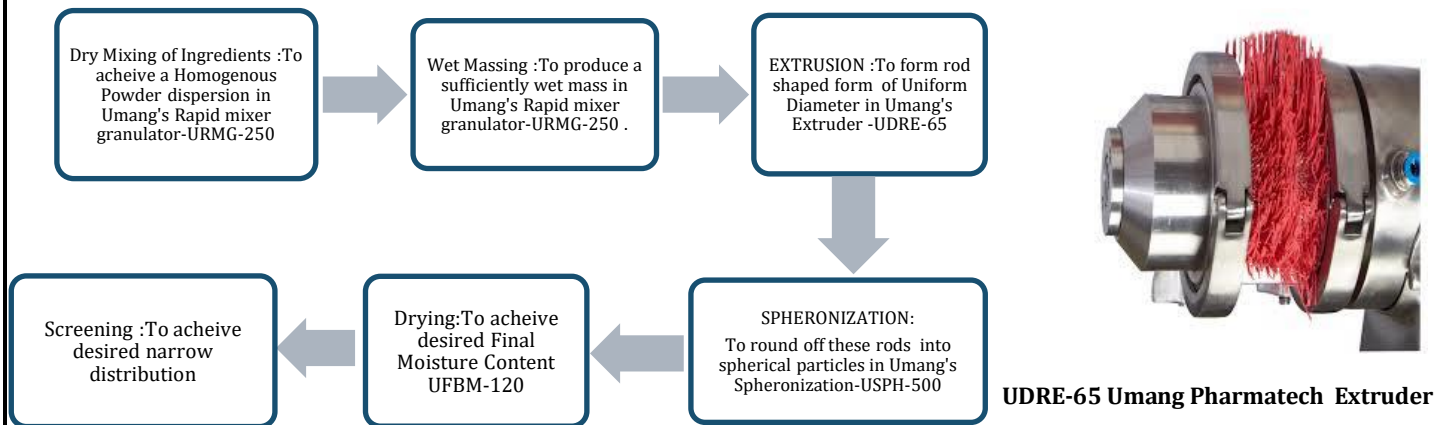 Dry Mixing of Ingredients :To
acheive a Homogenous
Powder dispersion in
Umang's Rapid mixer
granulator-URMG-250
Wet Massing :To produce a
sufficiently wet mass in
Umang's Rapid mixer
granulator-URMG-250 .
EXTRUSION :To form rod
shaped form of Uniform
Diameter in Umang's
Extruder -UDRE-65
SPHERONIZATION:
To round off these rods into
spherical particles in Umang's
Spheronization-USPH-500
Drying:To acheive
desired Final
Moisture Content
UFBM-120
Screening :To acheive
desired narrow
distribution
UDRE-65 Umang Pharmatech Extruder